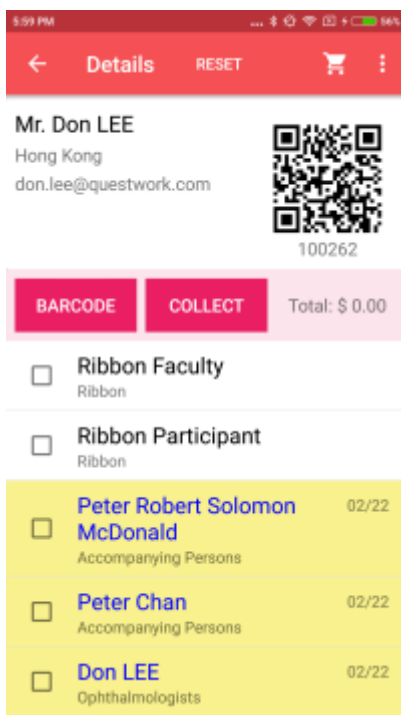 5:59 PM ... 56%
Details RESET
Mr. Don LEE
Hong Kong
don.lee@questwork.com
100262
BARCODE COLLECT Total: $ 0.00
Ribbon Faculty
Ribbon
Ribbon Participant
Ribbon
Peter Robert Solomon 02/22
McDonald
Accompanying Persons
Peter Chan 02/22
Accompanying Persons
Don LEE 02/22
Ophthalmologists